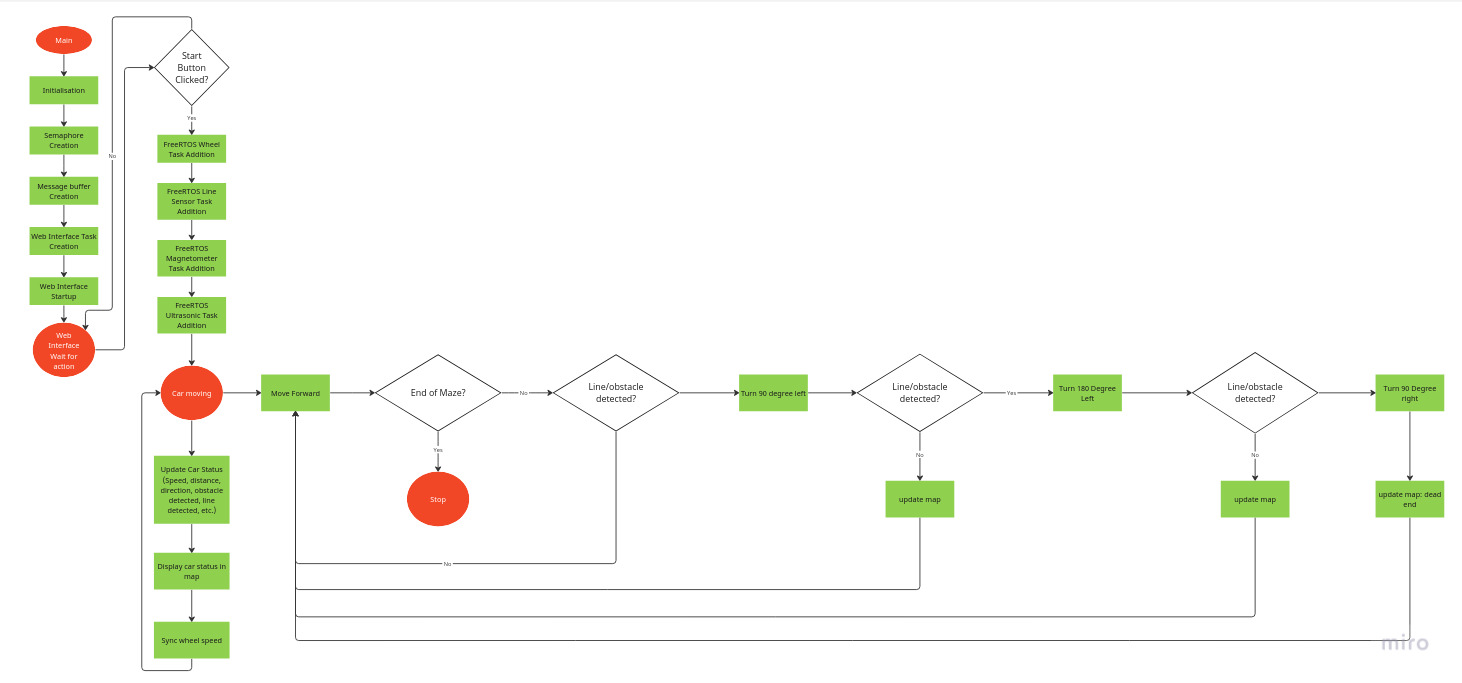 Main
Initialisation
Semaphore
Creation
Message buffer
Creation
Web Interface Task
Creation
Web Interface
Startup
Web
Interface
Wait for
action
No
Start
Button
Clicked?
Yes
FreeRTOS Wheel
Task Addition
FreeRTOS Line
Sensor Task
Addition
FreeRTOS
Magnetometer
Task Addition
FreeRTOS
Ultrasonic Task
Addition
Car moving
Update Car Status
(Speed, distance,
direction, obstacle
detected, line
detected, etc.)
Display car status in
map
Sync wheel speed
Move Forward
End of Maze?
Yes
Stop
No
Line/obstacle
detected?
No
Turn 90 degree left
Line/obstacle
detected?
No
update map
Yes
Turn 180 Degree
Left
Line/obstacle
detected?
No
update map
Turn 90 Degree
right
update map: dead
end
miro